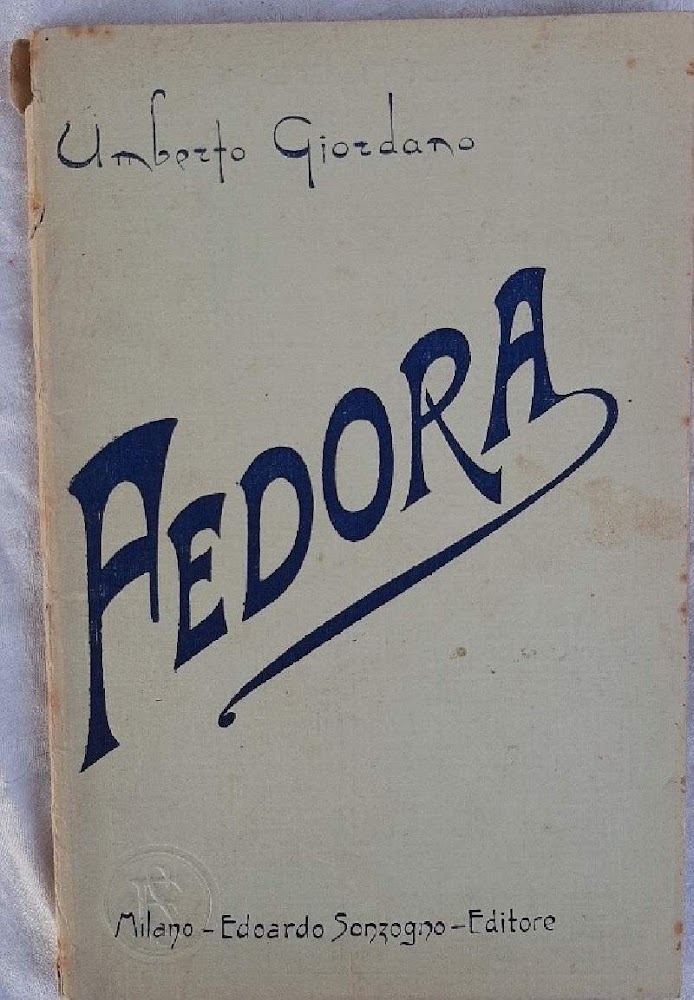 Umberto Giordano
FEDORA
Milano - Edoardo Sonzogno - Editore